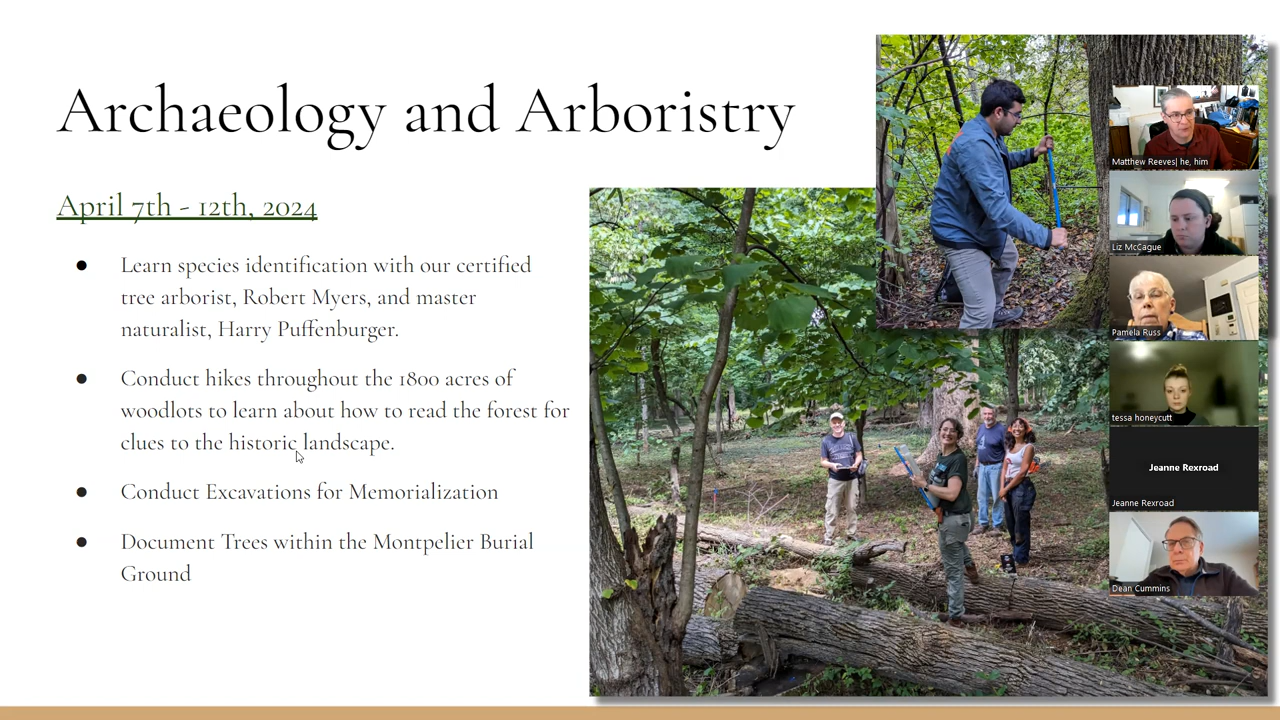 Archaeology and Arboristry
April 7th - 12th, 2024
● Learn species identification with our certified
tree arborist, Robert Myers, and master
naturalist, Harry Puffenburger.
● Conduct hikes throughout the 1800 acres of
woodlots to learn about how to read the forest for
clues to the historic landscape.
● Conduct Excavations for Memorialization
● Document Trees within the Montpelier Burial
Ground
Matthew Reeves| he, him
Liz McCague
Pamela Russ
tessa honeycutt
Jeanne Rexroad
Jeanne Rexroad
Dean Cummins